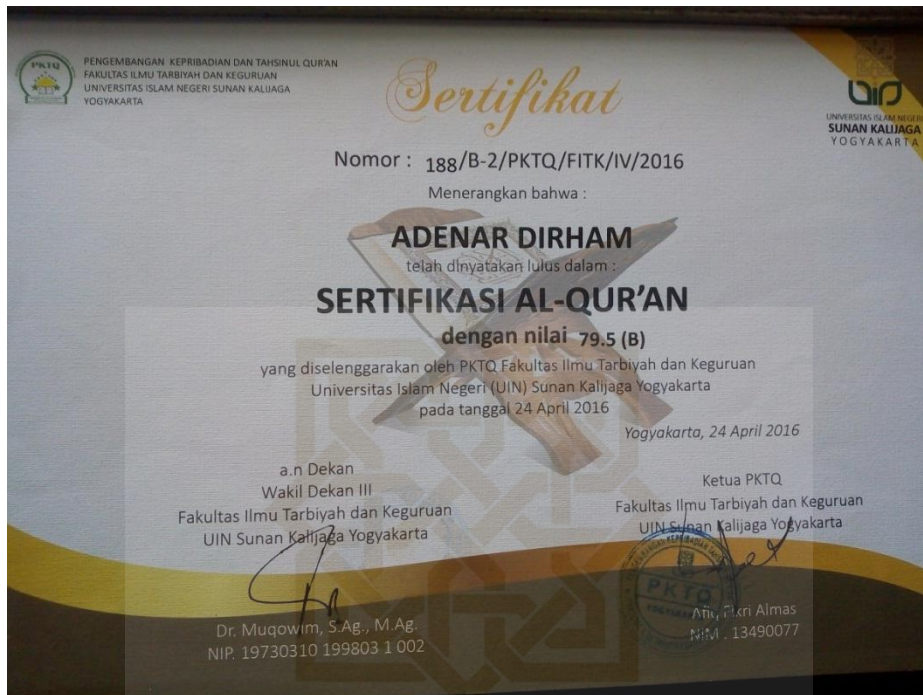 PKTQ
PENGEMBANGAN KEPRIBADIAN DAN TAHSINUL QUR'AN
FAKULTAS ILMU TARBIYAH DAN KEGURUAN
UNIVERSITAS ISLAM NEGERI SUNAN KALIJAGA
YOGYAKARTA
Sertifikat
UNIVERSITAS ISLAM NEGERI
SUNAN KALIJAGA
YOGYAKARTA
Nomor : 188/B-2/PKTQ/FITK/IV/2016
Menerangkan bahwa :
ADENAR DIRHAM
telah dinyatakan lulus dalam :
SERTIFIKASI AL-QUR'AN
dengan nilai 79.5 (B)
yang diselenggarakan oleh PKTQ Fakultas Ilmu Tarbiyah dan Keguruan
Universitas Islam Negeri (UIN) Sunan Kalijaga Yogyakarta
pada tanggal 24 April 2016
Yogyakarta, 24 April 2016
a.n Dekan
Wakil Dekan III
Fakultas Ilmu Tarbiyah dan Keguruan
UIN Sunan Kalijaga Yogyakarta
Dr. Muqowim, S.Ag., M.Ag.
NIP. 19730310 199803 1 002
Ketua PKTQ
Fakultas Ilmu Tarbiyah dan Keguruan
UIN Sunan Kalijaga Yogyakarta
PKTQ
YOGYAKARTA
Afiq Fikri Almas
NIM . 13490077